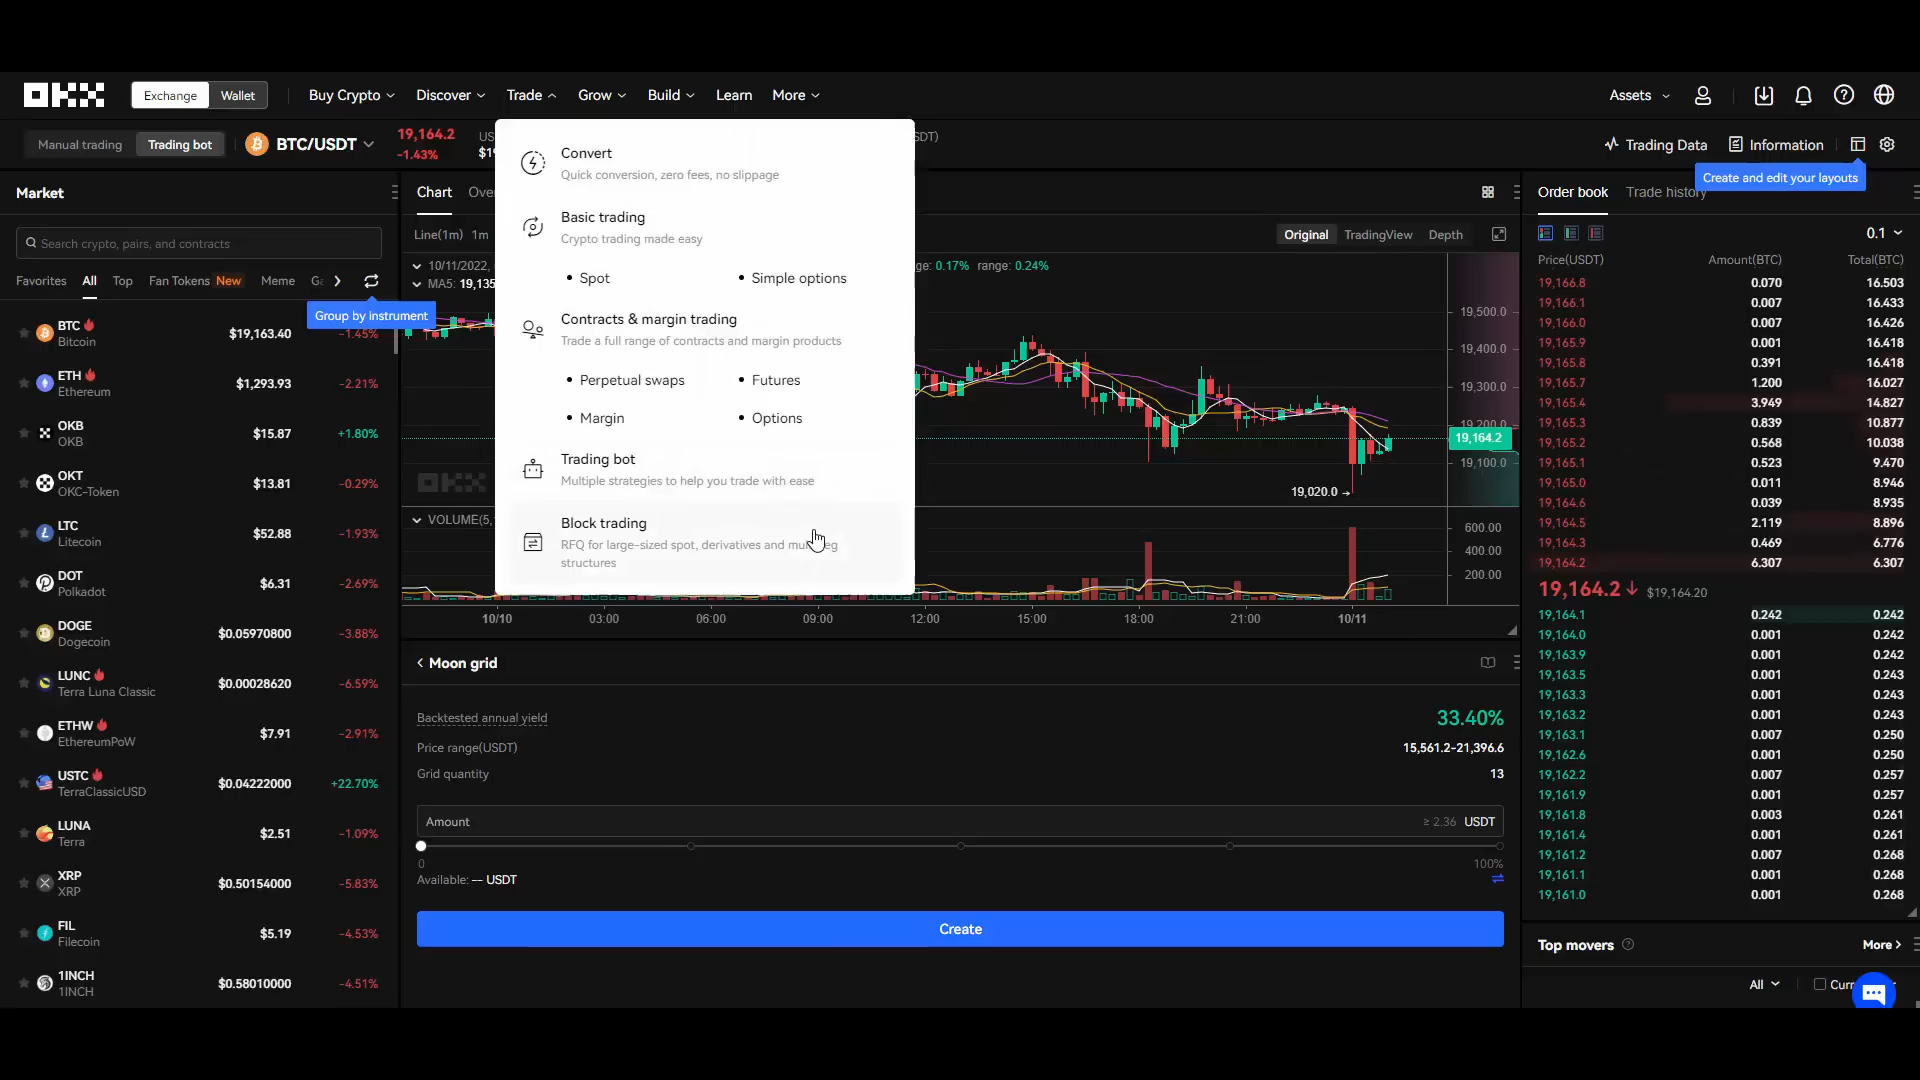 OKX Exchange Wallet Buy Crypto Discover Trade Grow Build Learn More Assets
Manual trading Trading bot BTC/USDT 19,164.2 -1.43% Trading Data Information
Create and edit your layouts
Market
Search crypto, pairs, and contracts
Favorites All Top Fan Tokens New Meme
Group by instrument
BTC $19,163.40 -1.45%
Bitcoin
ETH $1,293.93 -2.21%
Ethereum
OKB $15.87 +1.80%
OKB
OKT $13.81 -0.29%
OKC-Token
LTC $52.88 -1.93%
Litecoin
DOT $6.31 -2.69%
Polkadot
DOGE $0.05970800 -3.88%
Dogecoin
LUNC $0.00028620 -6.59%
Terra Luna Classic
ETHW $7.91 -2.91%
EthereumPoW
USTC $0.04222000 +22.70%
TerraClassicUSD
LUNA $2.51 -1.09%
Terra
XRP $0.50154000 -5.83%
XRP
FIL $5.19 -4.53%
Filecoin
1INCH $0.58010000 -4.51%
1INCH
Convert
Quick conversion, zero fees, no slippage
Basic trading
Crypto trading made easy
• Spot • Simple options
Contracts & margin trading
Trade a full range of contracts and margin products
• Perpetual swaps • Futures
• Margin • Options
Trading bot
Multiple strategies to help you trade with ease
Block trading
RFQ for large-sized spot, derivatives and
structures
Chart
Line(1m) 1m Original TradingView Depth
10/11/2022, 0.17% range: 0.24%
MA5:
19,500.0
19,400.0
19,300.0
19,200.0
19,164.2
19,100.0
19,020.0
OKX
600.00
400.00
200.00
10/10 03:00 06:00 09:00 12:00 15:00 18:00 21:00 10/11
Moon grid
Backtested annual yield 33.40%
Price range(USDT) 15,561.2-21,396.6
Grid quantity 13
Amount ≥ 2.36 USDT
0 100%
Available: -- USDT
Create
Order book Trade history
0.1
Price(USDT) Amount(BTC) Total(BTC)
19,166.8 0.070 16.503
19,166.1 0.007 16.433
19,166.0 0.007 16.426
19,165.9 0.001 16.418
19,165.8 0.391 16.418
19,165.7 1.200 16.027
19,165.4 3.949 14.827
19,165.3 0.839 10.877
19,165.2 0.568 10.038
19,165.1 0.523 9.470
19,165.0 0.011 8.946
19,164.6 0.039 8.935
19,164.5 2.119 8.896
19,164.3 0.469 6.776
19,164.2 6.307 6.307
19,164.2 $19,164.20
19,164.1 0.242 0.242
19,164.0 0.001 0.242
19,163.9 0.001 0.242
19,163.5 0.001 0.243
19,163.3 0.001 0.243
19,163.2 0.001 0.243
19,163.1 0.007 0.250
19,162.6 0.001 0.250
19,162.2 0.007 0.257
19,161.9 0.001 0.257
19,161.8 0.003 0.261
19,161.4 0.001 0.261
19,161.2 0.007 0.268
19,161.1 0.001 0.268
19,161.0 0.001 0.268
Top movers More
All